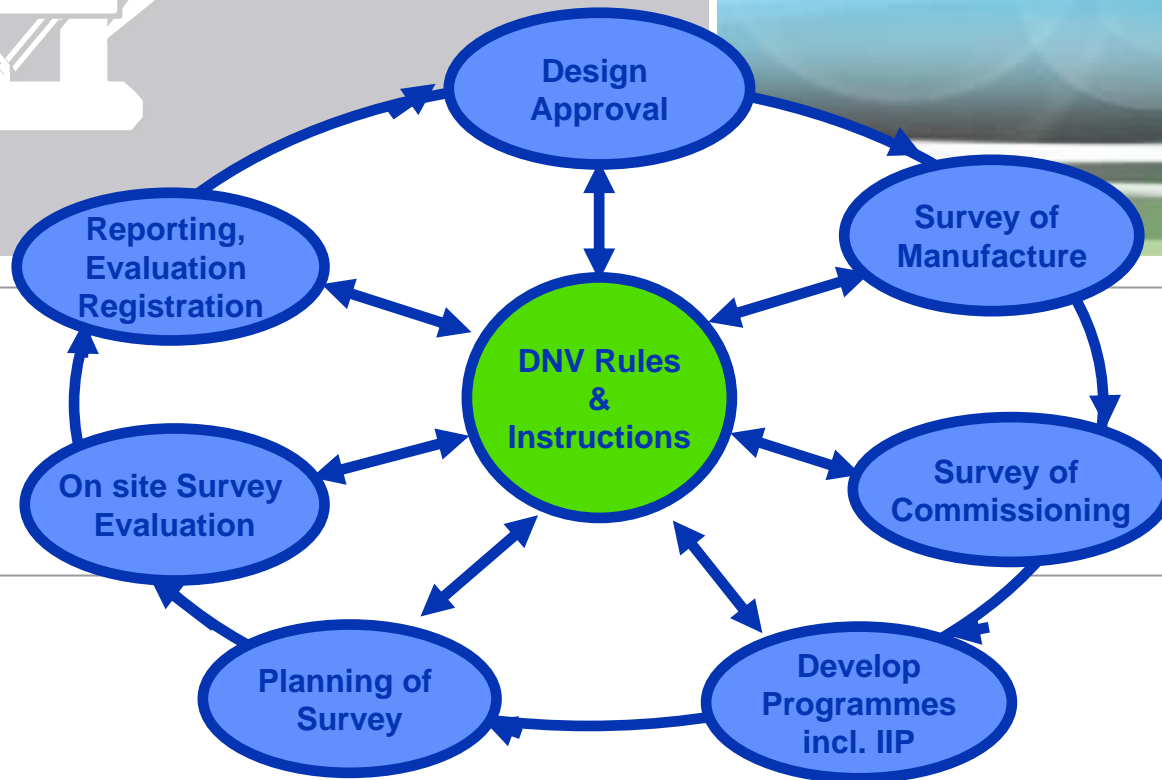 Design
Approval
Survey of
Manufacture
Survey of
Commissioning
Develop
Programmes
incl. IIP
Planning of
Survey
On site Survey
Evaluation
Reporting,
Evaluation
Registration
DNV Rules
&
Instructions